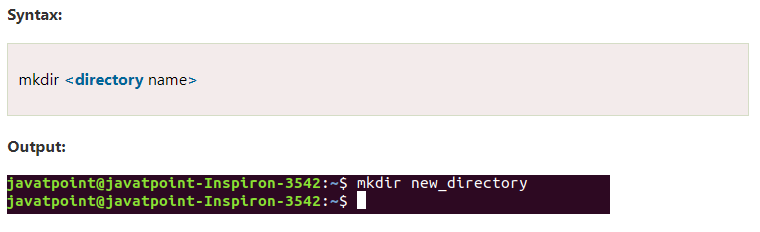 Syntax:
mkdir <directory name>
Output:
javatpoint@javatpoint-Inspiron-3542:~$ mkdir new_directory
javatpoint@javatpoint-Inspiron-3542:~$